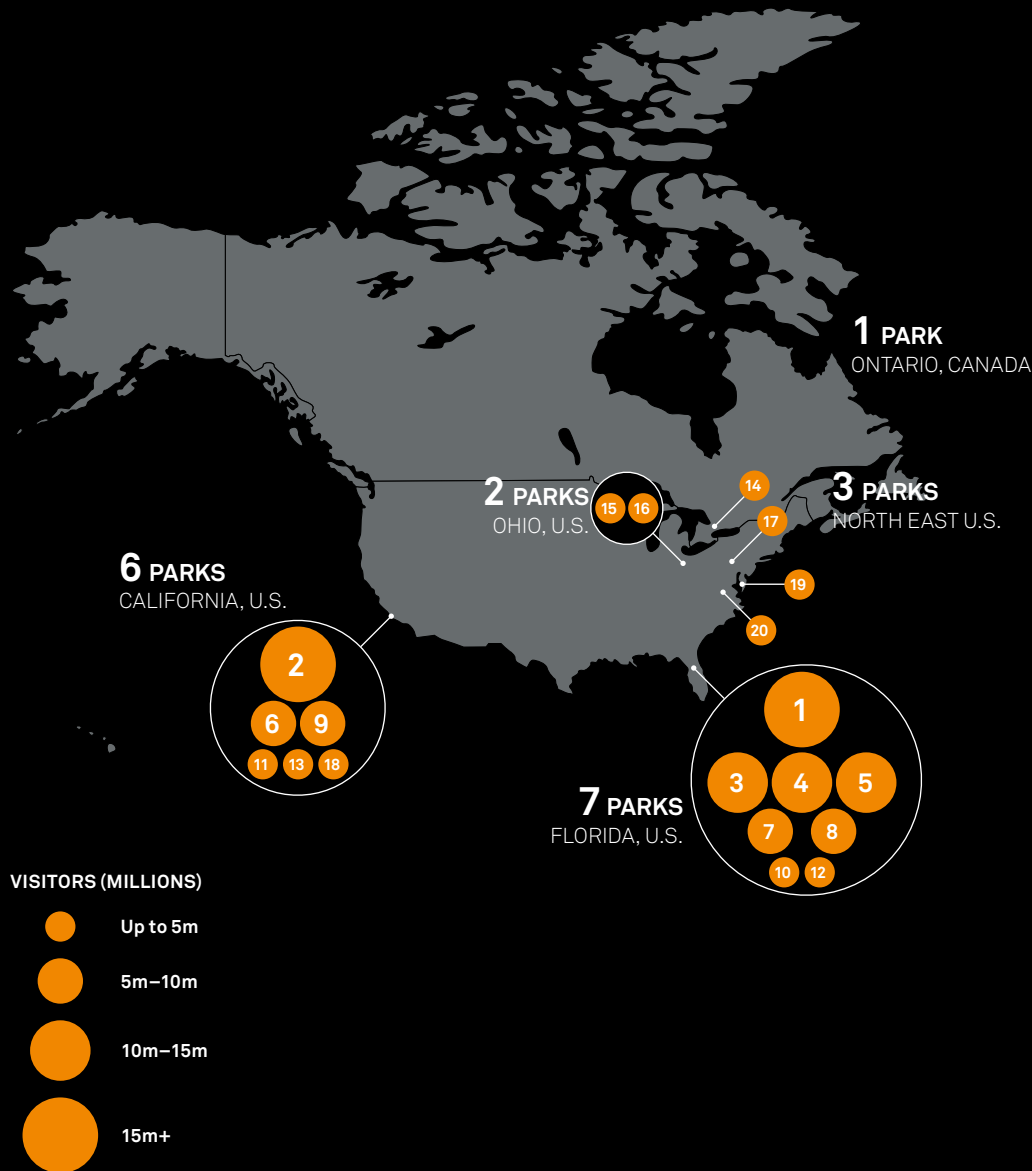 1 PARK
ONTARIO, CANADA
2 PARKS
OHIO, U.S.
15 16
14
3 PARKS
NORTH EAST U.S.
17
19
20
6 PARKS
CALIFORNIA, U.S.
2
6 9
11 13 18
7 PARKS
FLORIDA, U.S.
1
3 4 5
7 8
10 12
VISITORS (MILLIONS)
Up to 5m
5m–10m
10m–15m
15m+